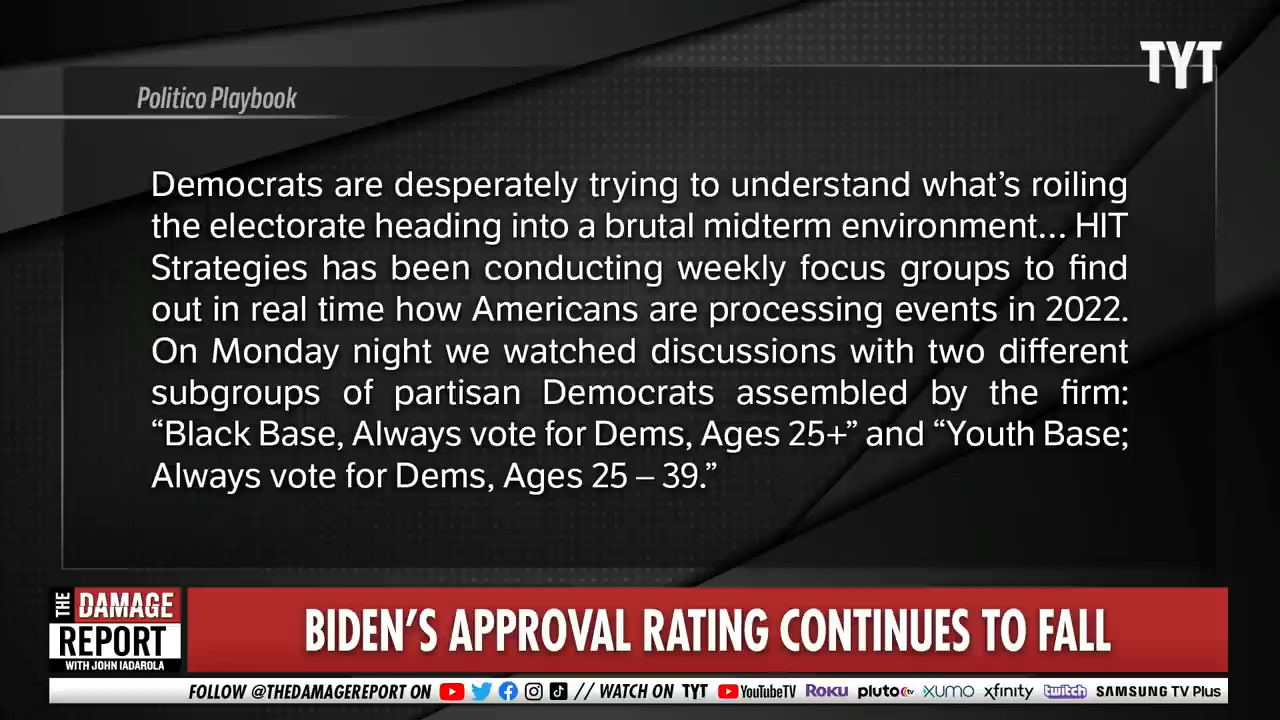 TYT
Politico Playbook
Democrats are desperately trying to understand what’s roiling
the electorate heading into a brutal midterm environment... HIT
Strategies has been conducting weekly focus groups to find
out in real time how Americans are processing events in 2022.
On Monday night we watched discussions with two different
subgroups of partisan Democrats assembled by the firm:
“Black Base, Always vote for Dems, Ages 25+” and “Youth Base;
Always vote for Dems, Ages 25 – 39.”
THE DAMAGE
REPORT
WITH JOHN IADAROLA
BIDEN’S APPROVAL RATING CONTINUES TO FALL
FOLLOW @THEDAMAGEREPORT ON // WATCH ON TYT YouTubeTV ROKU pluto tv XUMO xfinity twitch SAMSUNG TV Plus